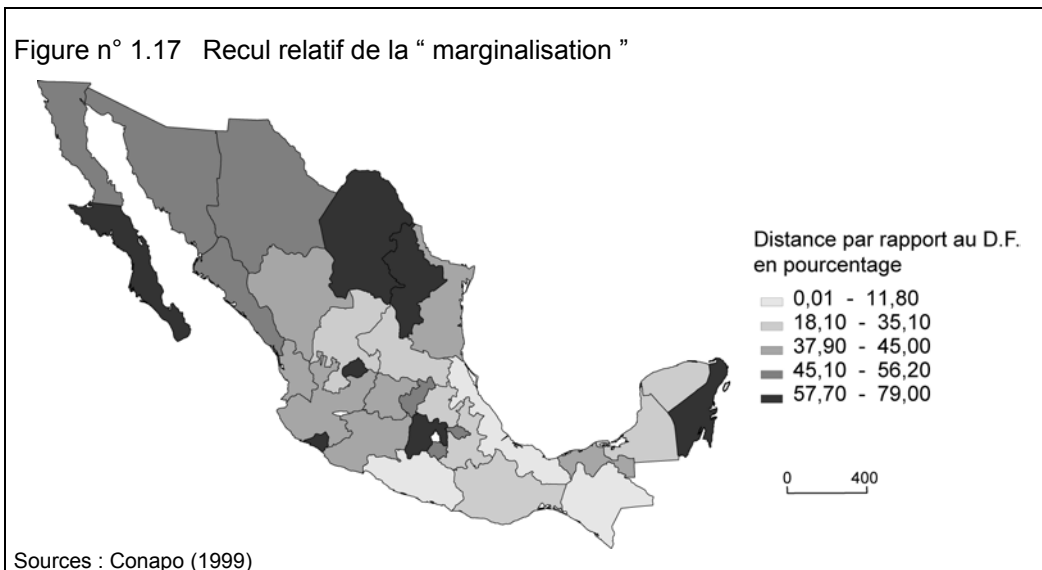 Figure n° 1.17   Recul relatif de la “ marginalisation ”
Distance par rapport au D.F.
en pourcentage
0,01 - 11,80
18,10 - 35,10
37,90 - 45,00
45,10 - 56,20
57,70 - 79,00
0 400
Sources : Conapo (1999)